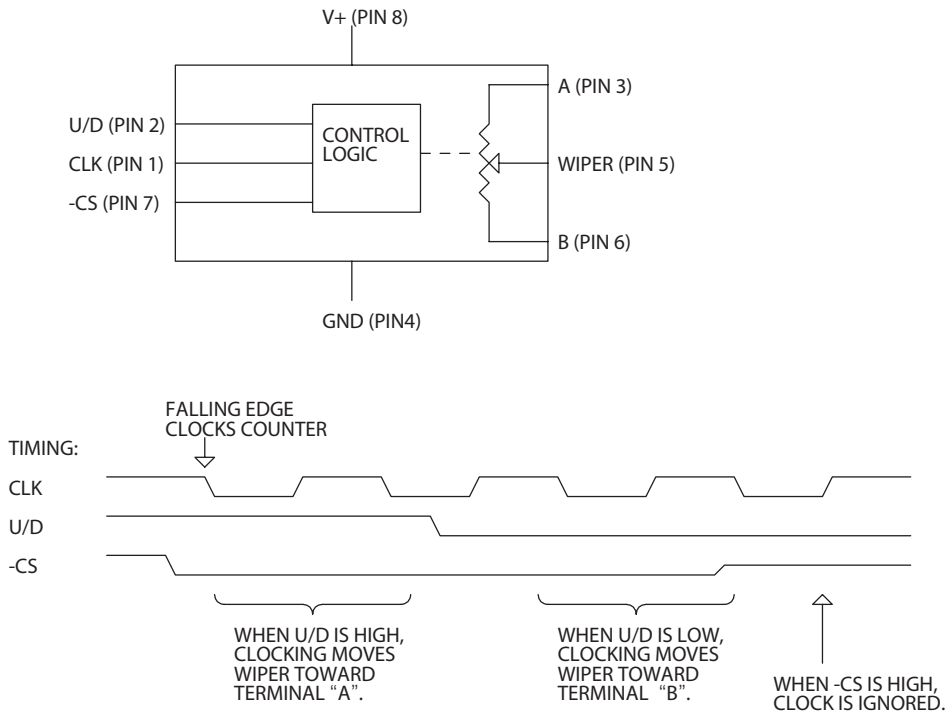 V+ (PIN 8)
A (PIN 3)
U/D (PIN 2)
CONTROL
LOGIC
CLK (PIN 1)
WIPER (PIN 5)
-CS (PIN 7)
B (PIN 6)
GND (PIN4)
FALLING EDGE
CLOCKS COUNTER
TIMING:
CLK
U/D
-CS
WHEN U/D IS HIGH,
CLOCKING MOVES
WIPER TOWARD
TERMINAL “A”.
WHEN U/D IS LOW,
CLOCKING MOVES
WIPER TOWARD
TERMINAL “B”.
WHEN -CS IS HIGH,
CLOCK IS IGNORED.